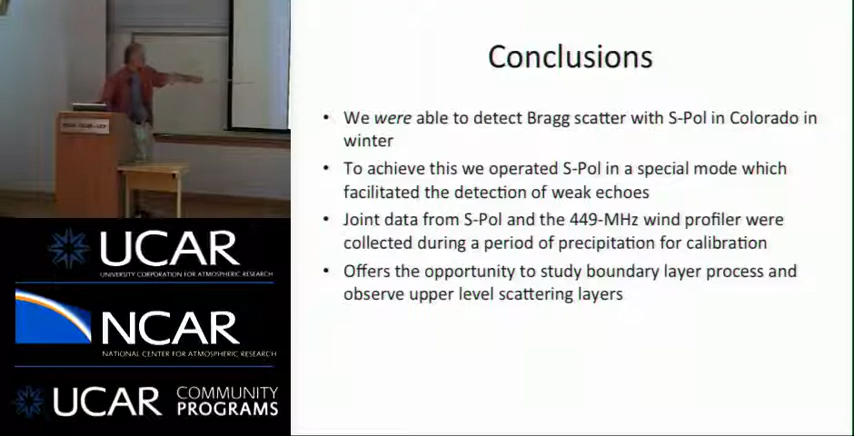 Conclusions
• We were able to detect Bragg scatter with S-Pol in Colorado in
winter
• To achieve this we operated S-Pol in a special mode which
facilitated the detection of weak echoes
• Joint data from S-Pol and the 449-MHz wind profiler were
collected during a period of precipitation for calibration
• Offers the opportunity to study boundary layer process and
observe upper level scattering layers
UCAR
UNIVERSITY CORPORATION FOR ATMOSPHERIC RESEARCH
NCAR
NATIONAL CENTER FOR ATMOSPHERIC RESEARCH
UCAR COMMUNITY
PROGRAMS